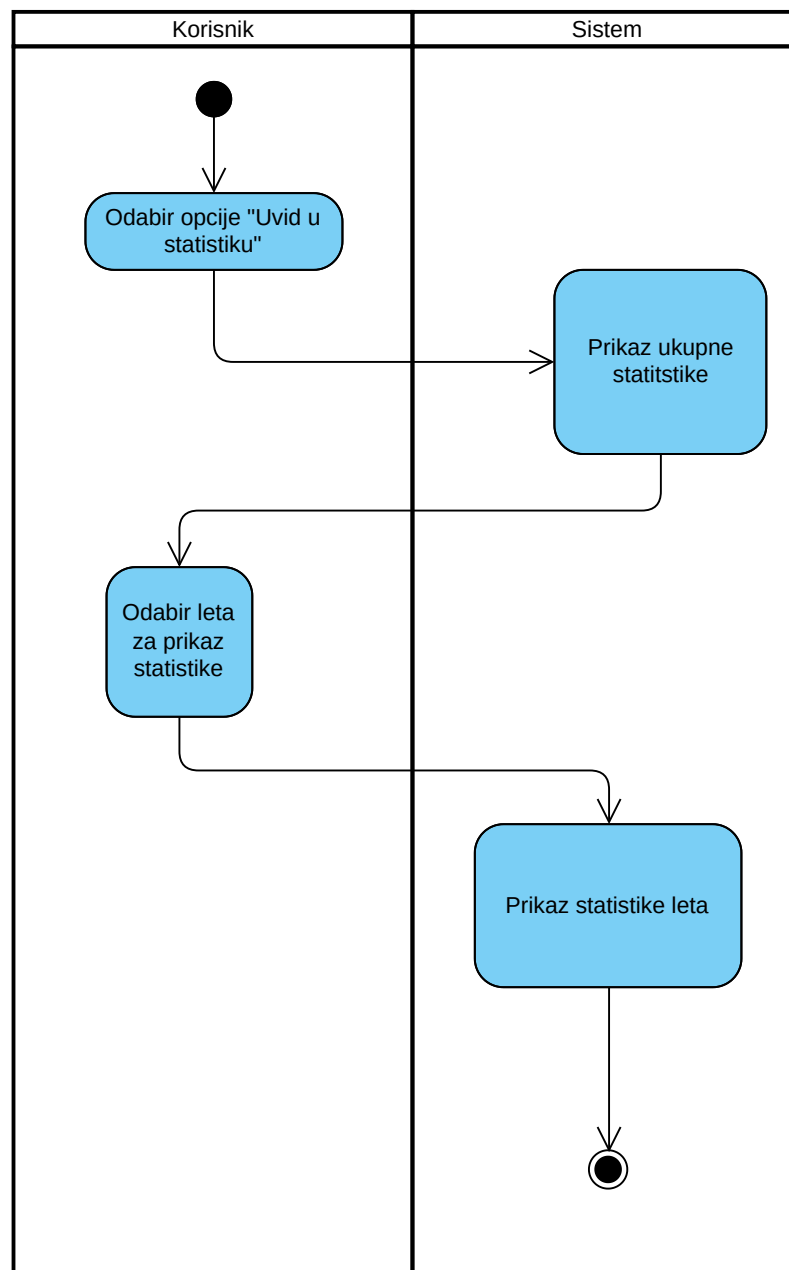 Korisnik
Sistem
Odabir opcije "Uvid u
statistiku"
Prikaz ukupne
statitstike
Odabir leta
za prikaz
statistike
Prikaz statistike leta